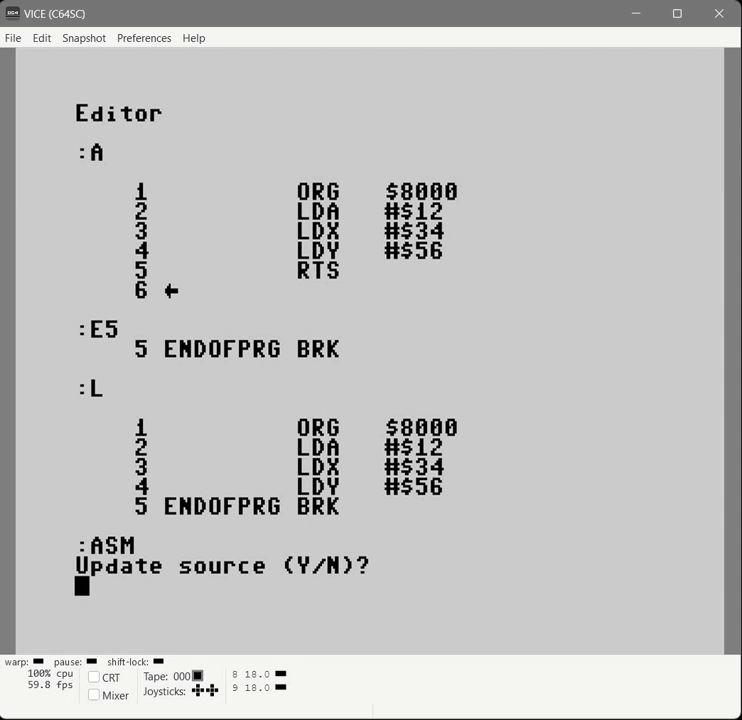 VICE (C64SC)
File Edit Snapshot Preferences Help
Editor
:A
1 ORG $8000
2 LDA #$12
3 LDX #$34
4 LDY #$56
5 RTS
6 ←
:E5
5 ENDOFPRG BRK
:L
1 ORG $8000
2 LDA #$12
3 LDX #$34
4 LDY #$56
5 ENDOFPRG BRK
:ASM
Update source (Y/N)?
warp: pause: shift-lock:
100% cpu
59.8 fps
CRT
Mixer
Tape: 000
Joysticks:
8 18.0
9 18.0